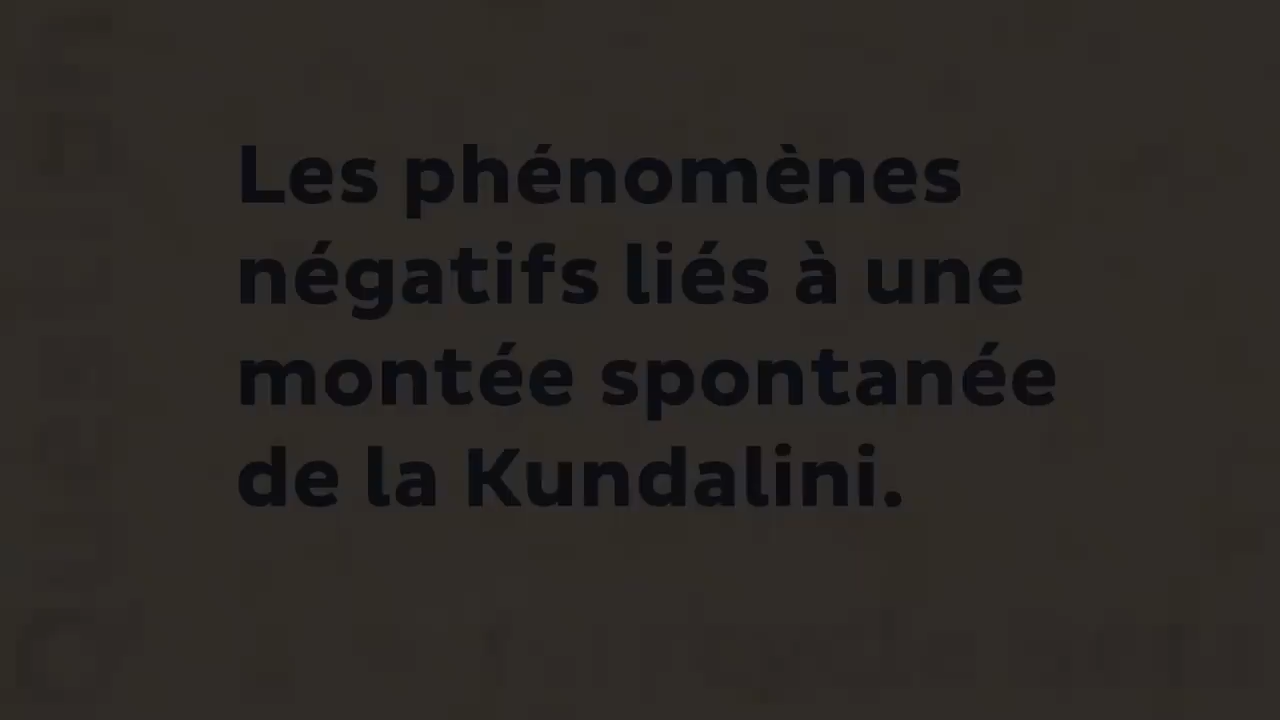 Les phénomènes
négatifs liés à une
montée spontanée
de la Kundalini.